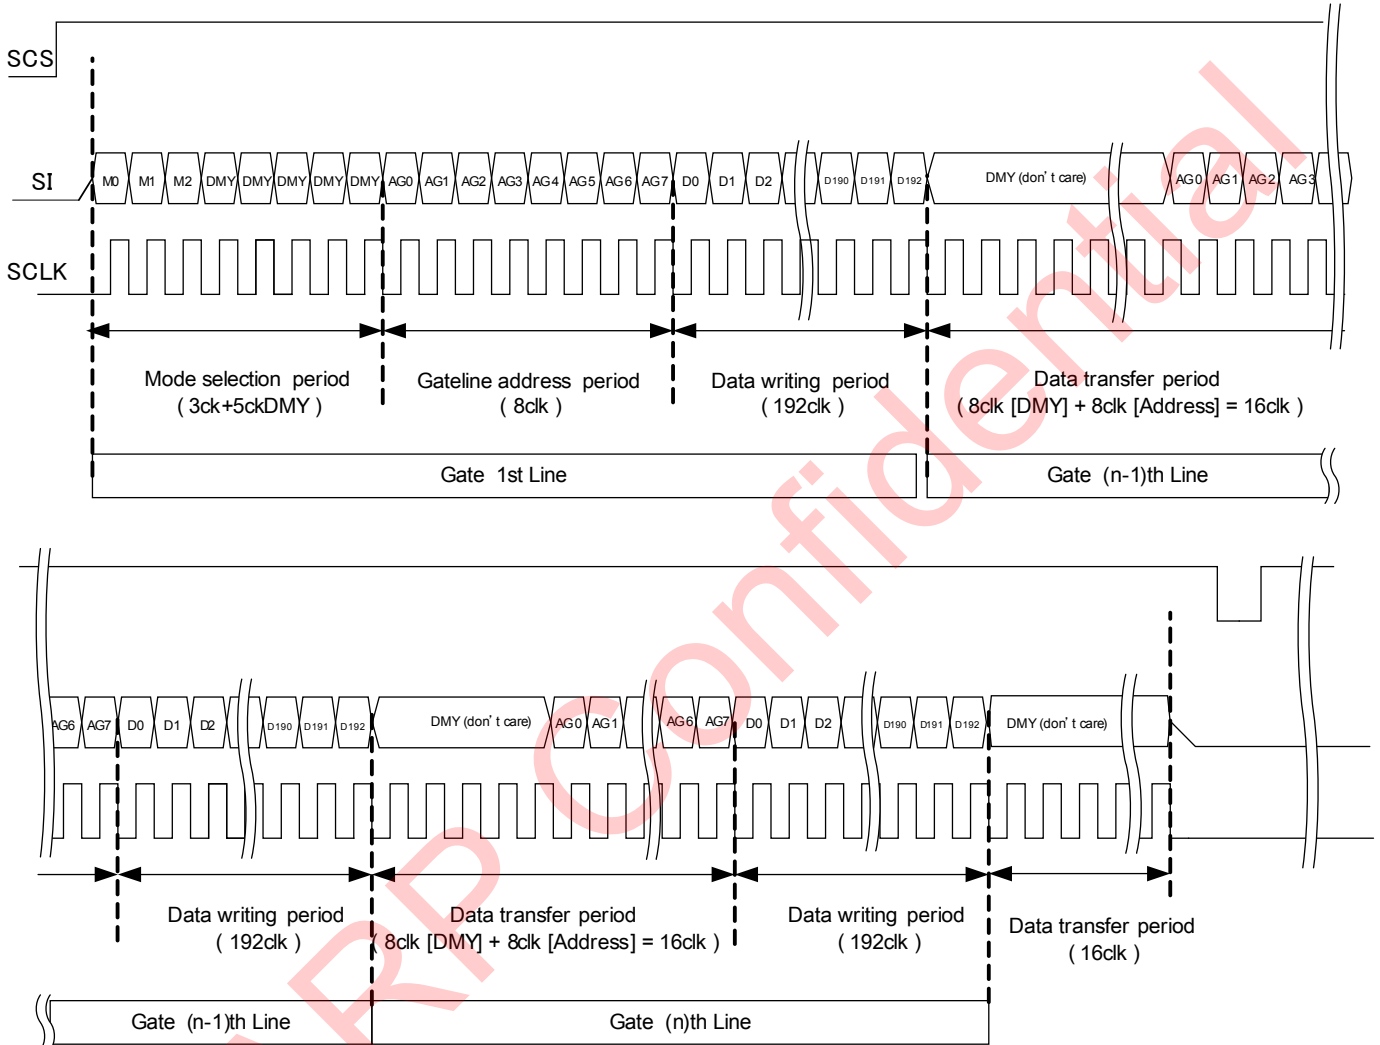 SCS
SI
M0 M1 M2 DMY DMY DMY DMY DMY AG0 AG1 AG2 AG3 AG4 AG5 AG6 AG7 D0 D1 D2 D190 D191 D192 DMY (don't care) AG0 AG1 AG2 AG3
SCLK
Mode selection period
( 3ck+5ckDMY )
Gateline address period
( 8clk )
Data writing period
( 192clk )
Data transfer period
( 8clk [DMY] + 8clk [Address] = 16clk )
Gate 1st Line
Gate (n-1)th Line
AG6 AG7 D0 D1 D2 D190 D191 D192 DMY (don't care) AG0 AG1 AG6 AG7 D0 D1 D2 D190 D191 D192 DMY (don't care)
Data writing period
( 192clk )
Data transfer period
( 8clk [DMY] + 8clk [Address] = 16clk )
Data writing period
( 192clk )
Data transfer period
( 16clk )
Gate (n-1)th Line
Gate (n)th Line
ARP Confidential